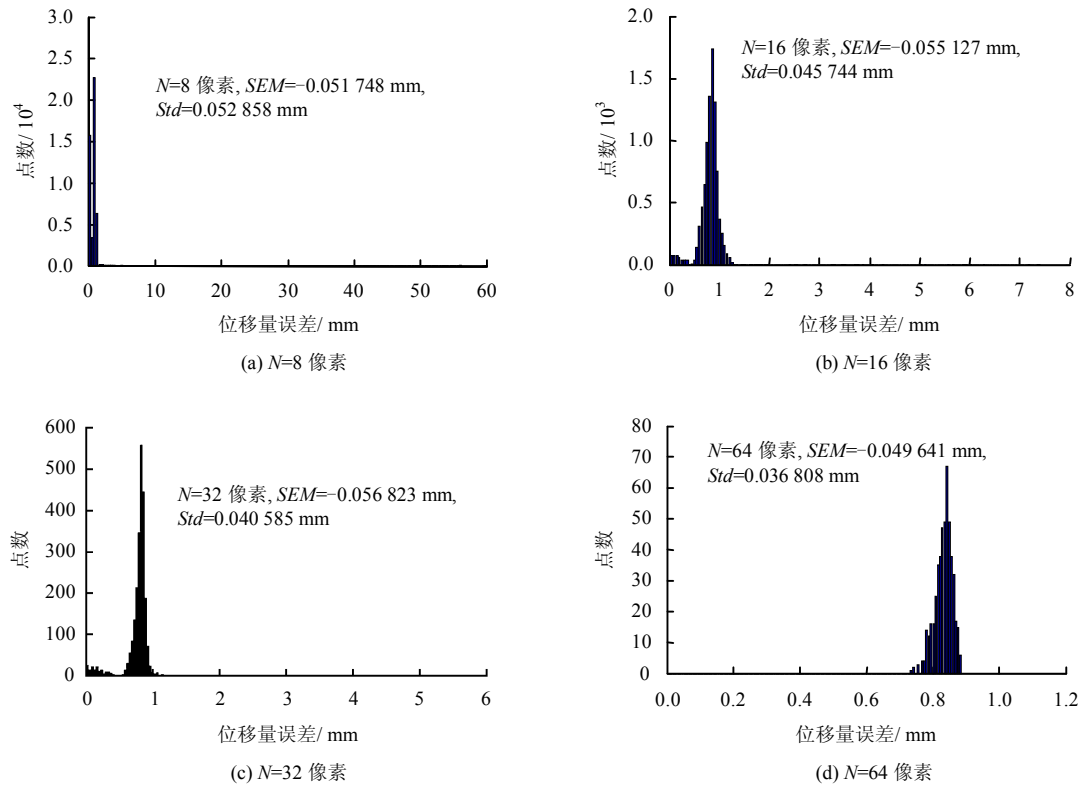 3.0
2.5
2.0
1.5
1.0
0.5
0.0
点数/ 10⁴
N=8 像素, SEM=−0.051 748 mm,
Std=0.052 858 mm
0 10 20 30 40 50 60
位移量误差/ mm
(a) N=8 像素
2.0
1.5
1.0
0.5
0.0
点数/ 10³
N=16 像素, SEM=−0.055 127 mm,
Std=0.045 744 mm
0 1 2 3 4 5 6 7 8
位移量误差/ mm
(b) N=16 像素
600
500
400
300
200
100
0
点数
N=32 像素, SEM=−0.056 823 mm,
Std=0.040 585 mm
0 1 2 3 4 5 6
位移量误差/ mm
(c) N=32 像素
80
70
60
50
40
30
20
10
0
点数
N=64 像素, SEM=−0.049 641 mm,
Std=0.036 808 mm
0.0 0.2 0.4 0.6 0.8 1.0 1.2
位移量误差/ mm
(d) N=64 像素